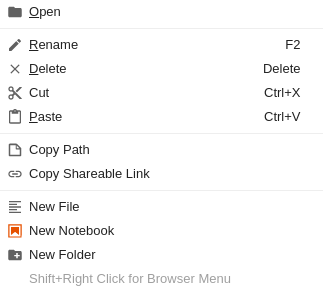 Open
Rename F2
Delete Delete
Cut Ctrl+X
Paste Ctrl+V
Copy Path
Copy Shareable Link
New File
New Notebook
New Folder
Shift+Right Click for Browser Menu